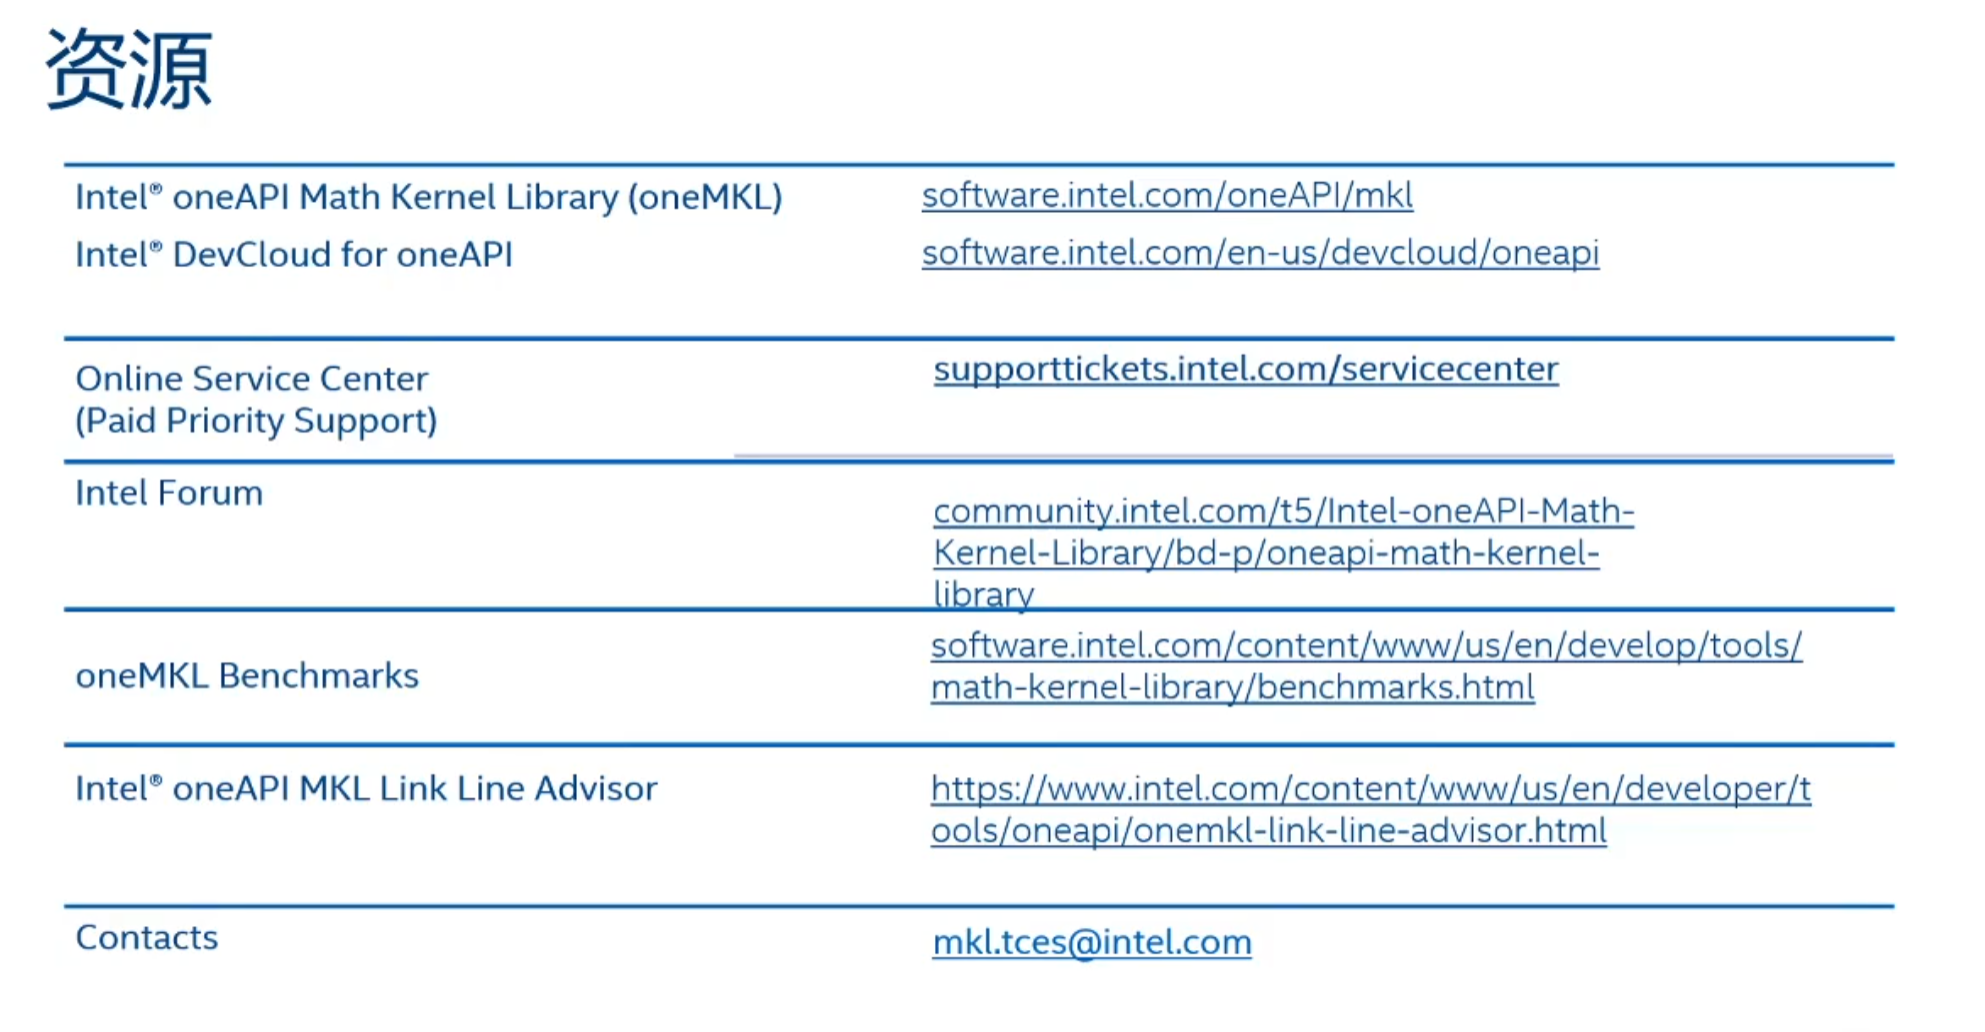 资源
Intel® oneAPI Math Kernel Library (oneMKL)
software.intel.com/oneAPI/mkl
Intel® DevCloud for oneAPI
software.intel.com/en-us/devcloud/oneapi
Online Service Center
(Paid Priority Support)
supporttickets.intel.com/servicecenter
Intel Forum
community.intel.com/t5/Intel-oneAPI-Math-
Kernel-Library/bd-p/oneapi-math-kernel-
library
oneMKL Benchmarks
software.intel.com/content/www/us/en/develop/tools/
math-kernel-library/benchmarks.html
Intel® oneAPI MKL Link Line Advisor
https://www.intel.com/content/www/us/en/developer/t
ools/oneapi/onemkl-link-line-advisor.html
Contacts
mkl.tces@intel.com